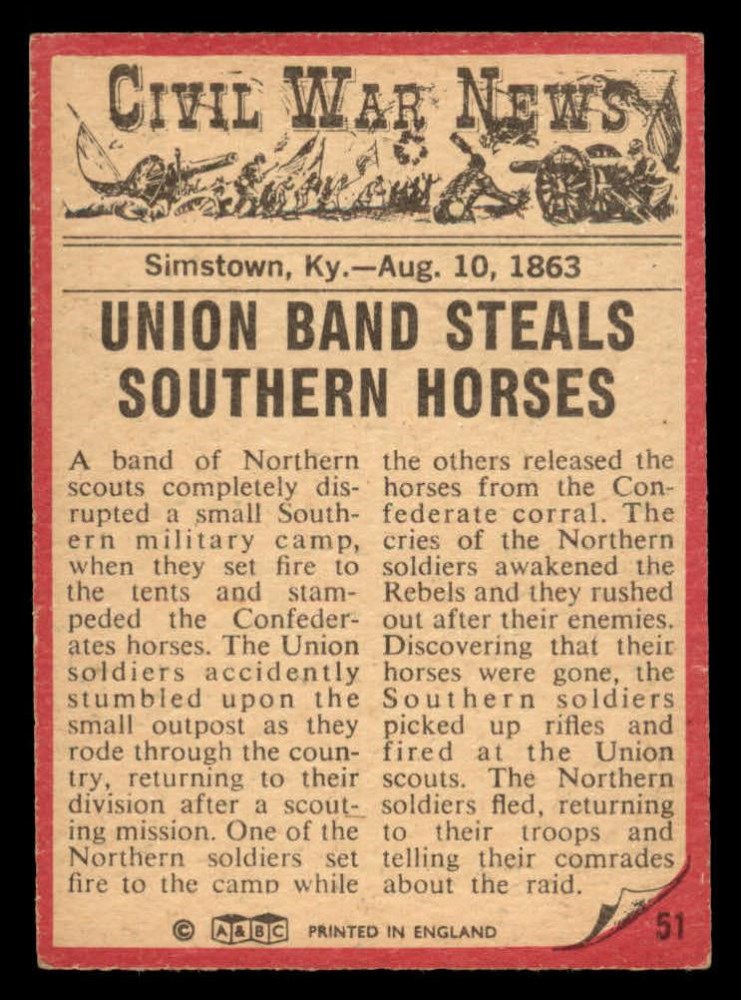 CIVIL WAR NEWS
Simstown, Ky.—Aug. 10, 1863
UNION BAND STEALS
SOUTHERN HORSES
A band of Northern
scouts completely dis-
rupted a small South-
ern military camp,
when they set fire to
the tents and stam-
peded the Confeder-
ates horses. The Union
soldiers accidently
stumbled upon the
small outpost as they
rode through the coun-
try, returning to their
division after a scout-
ing mission. One of the
Northern soldiers set
fire to the camp while
the others released the
horses from the Con-
federate corral. The
cries of the Northern
soldiers awakened the
Rebels and they rushed
out after their enemies.
Discovering that their
horses were gone, the
Southern soldiers
picked up rifles and
fired at the Union
scouts. The Northern
soldiers fled, returning
to their troops and
telling their comrades
about the raid.
© A&BC PRINTED IN ENGLAND
51